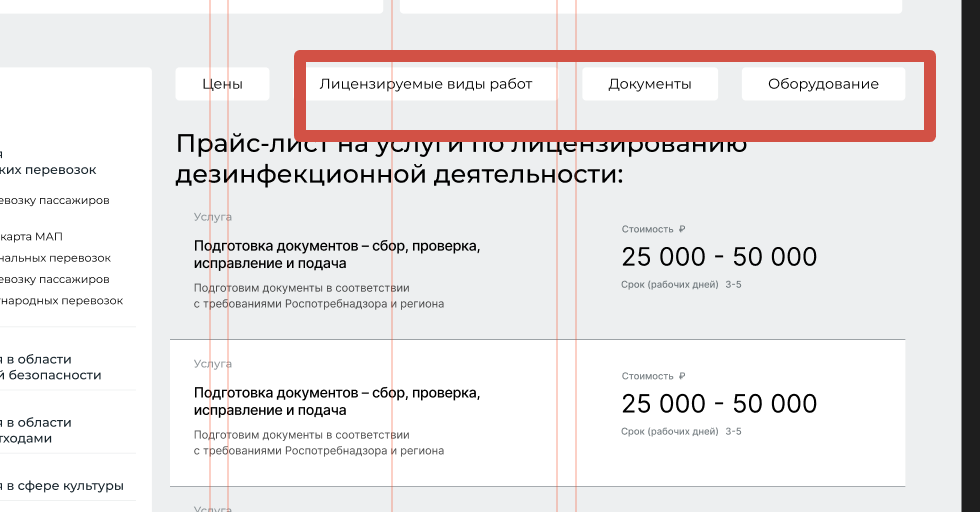 Цены
Лицензируемые виды работ
Документы
Оборудование
я
ких перевозок
евозку пассажиров
карта МАП
нальных перевозок
евозку пассажиров
народных перевозок
я в области
й безопасности
я в области
тходами
я в сфере культуры
Прайс-лист на услуги по лицензированию
дезинфекционной деятельности:
Услуга
Подготовка документов – сбор, проверка,
исправление и подача
Подготовим документы в соответствии
с требованиями Роспотребнадзора и региона
Стоимость ₽
25 000 - 50 000
Срок (рабочих дней) 3-5
Услуга
Подготовка документов – сбор, проверка,
исправление и подача
Подготовим документы в соответствии
с требованиями Роспотребнадзора и региона
Стоимость ₽
25 000 - 50 000
Срок (рабочих дней) 3-5
Услуга